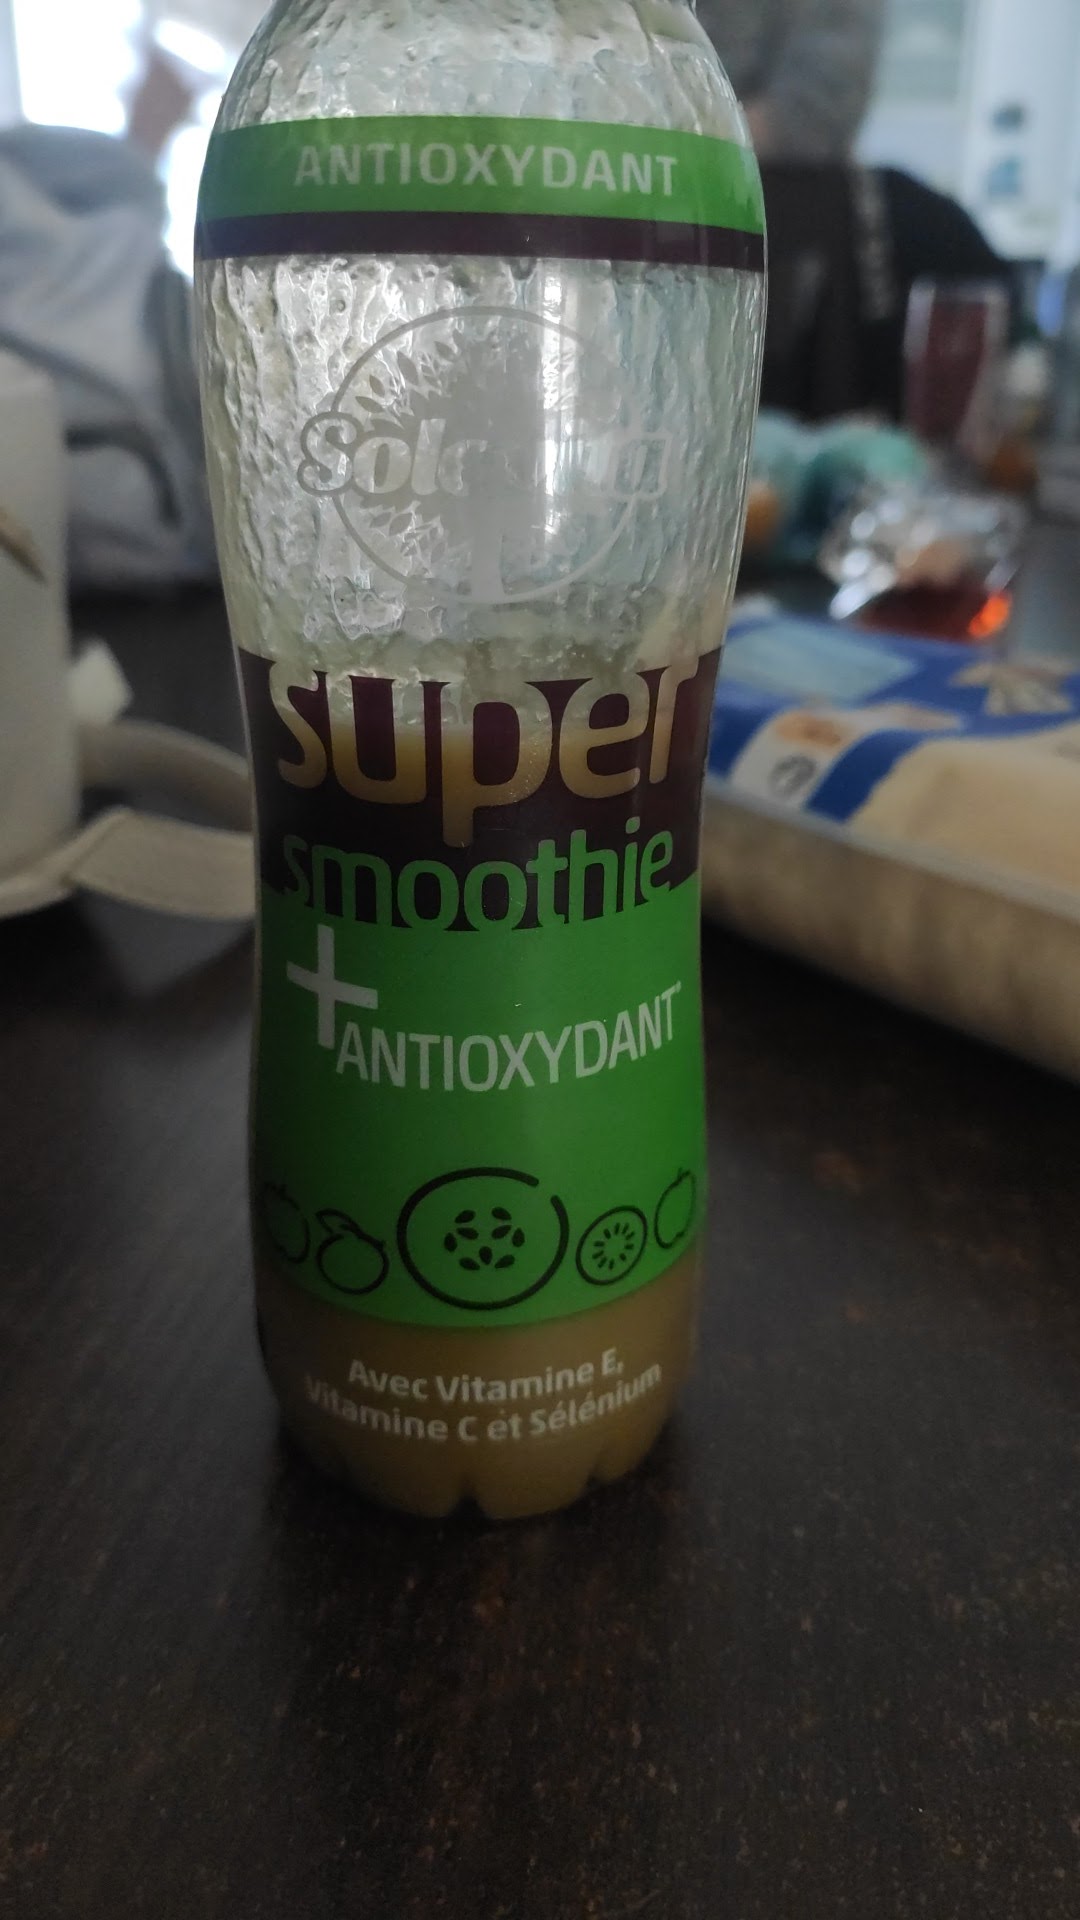 ANTIOXYDANT
super
smoothie
+ANTIOXYDANT*
Avec Vitamine E,
Vitamine C et Sélénium